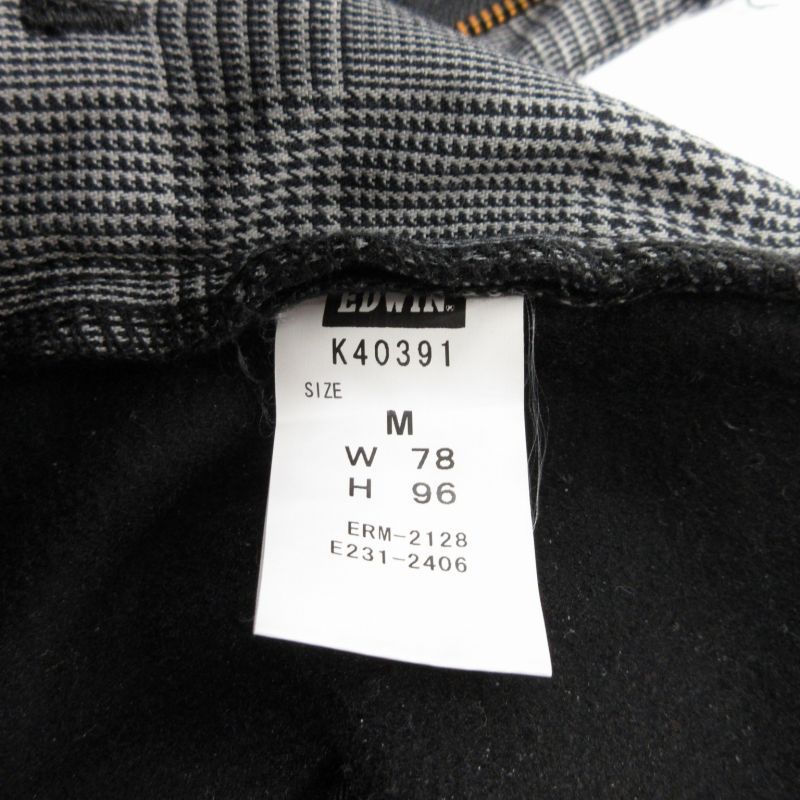 EDWIN®
K40391
SIZE
M
W 78
H 96
ERM-2128
E231-2406